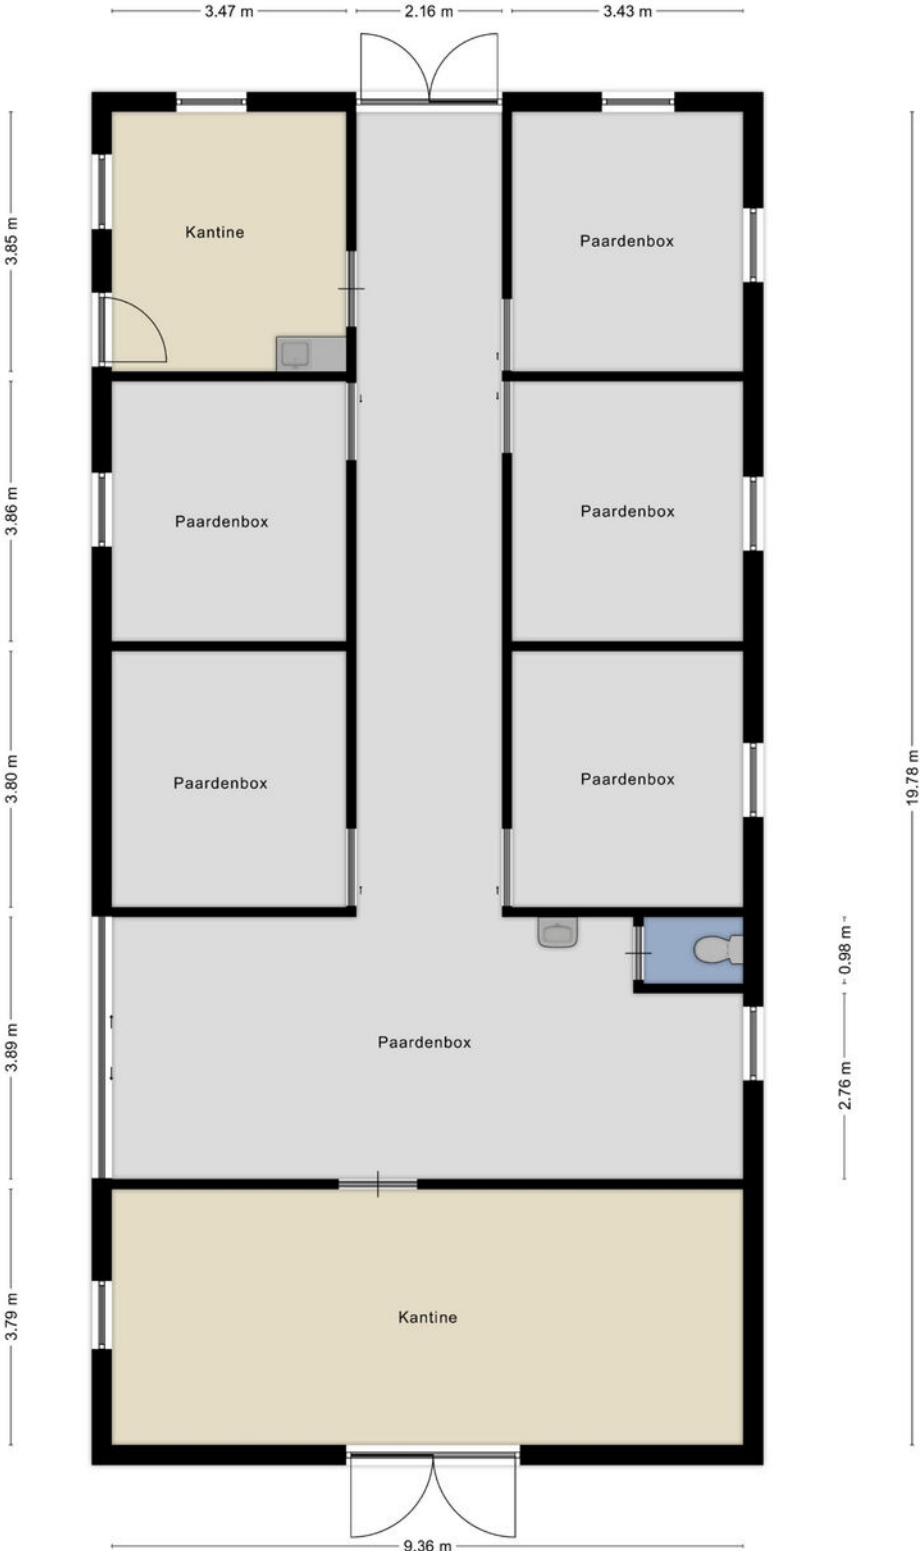 3.47 m
2.16 m
3.43 m
3.85 m
Kantine
Paardenbox
3.86 m
Paardenbox
Paardenbox
19.78 m
3.80 m
Paardenbox
Paardenbox
0.98 m
3.89 m
Paardenbox
2.76 m
3.79 m
Kantine
9.36 m